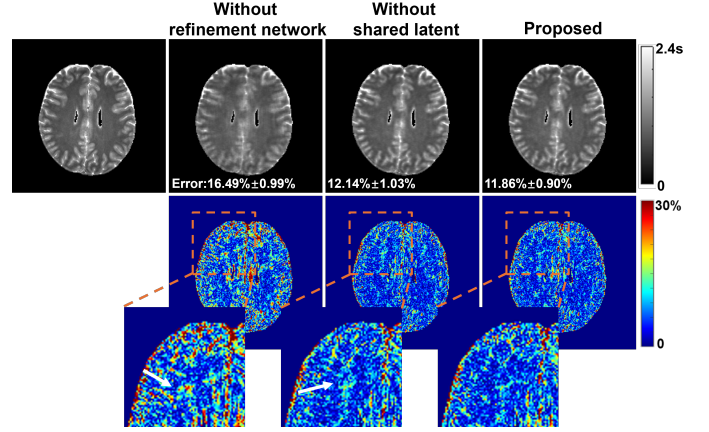 Without
refinement network
Without
shared latent
Proposed
2.4s
0
Error:16.49%±0.99%
12.14%±1.03%
11.86%±0.90%
30%
0